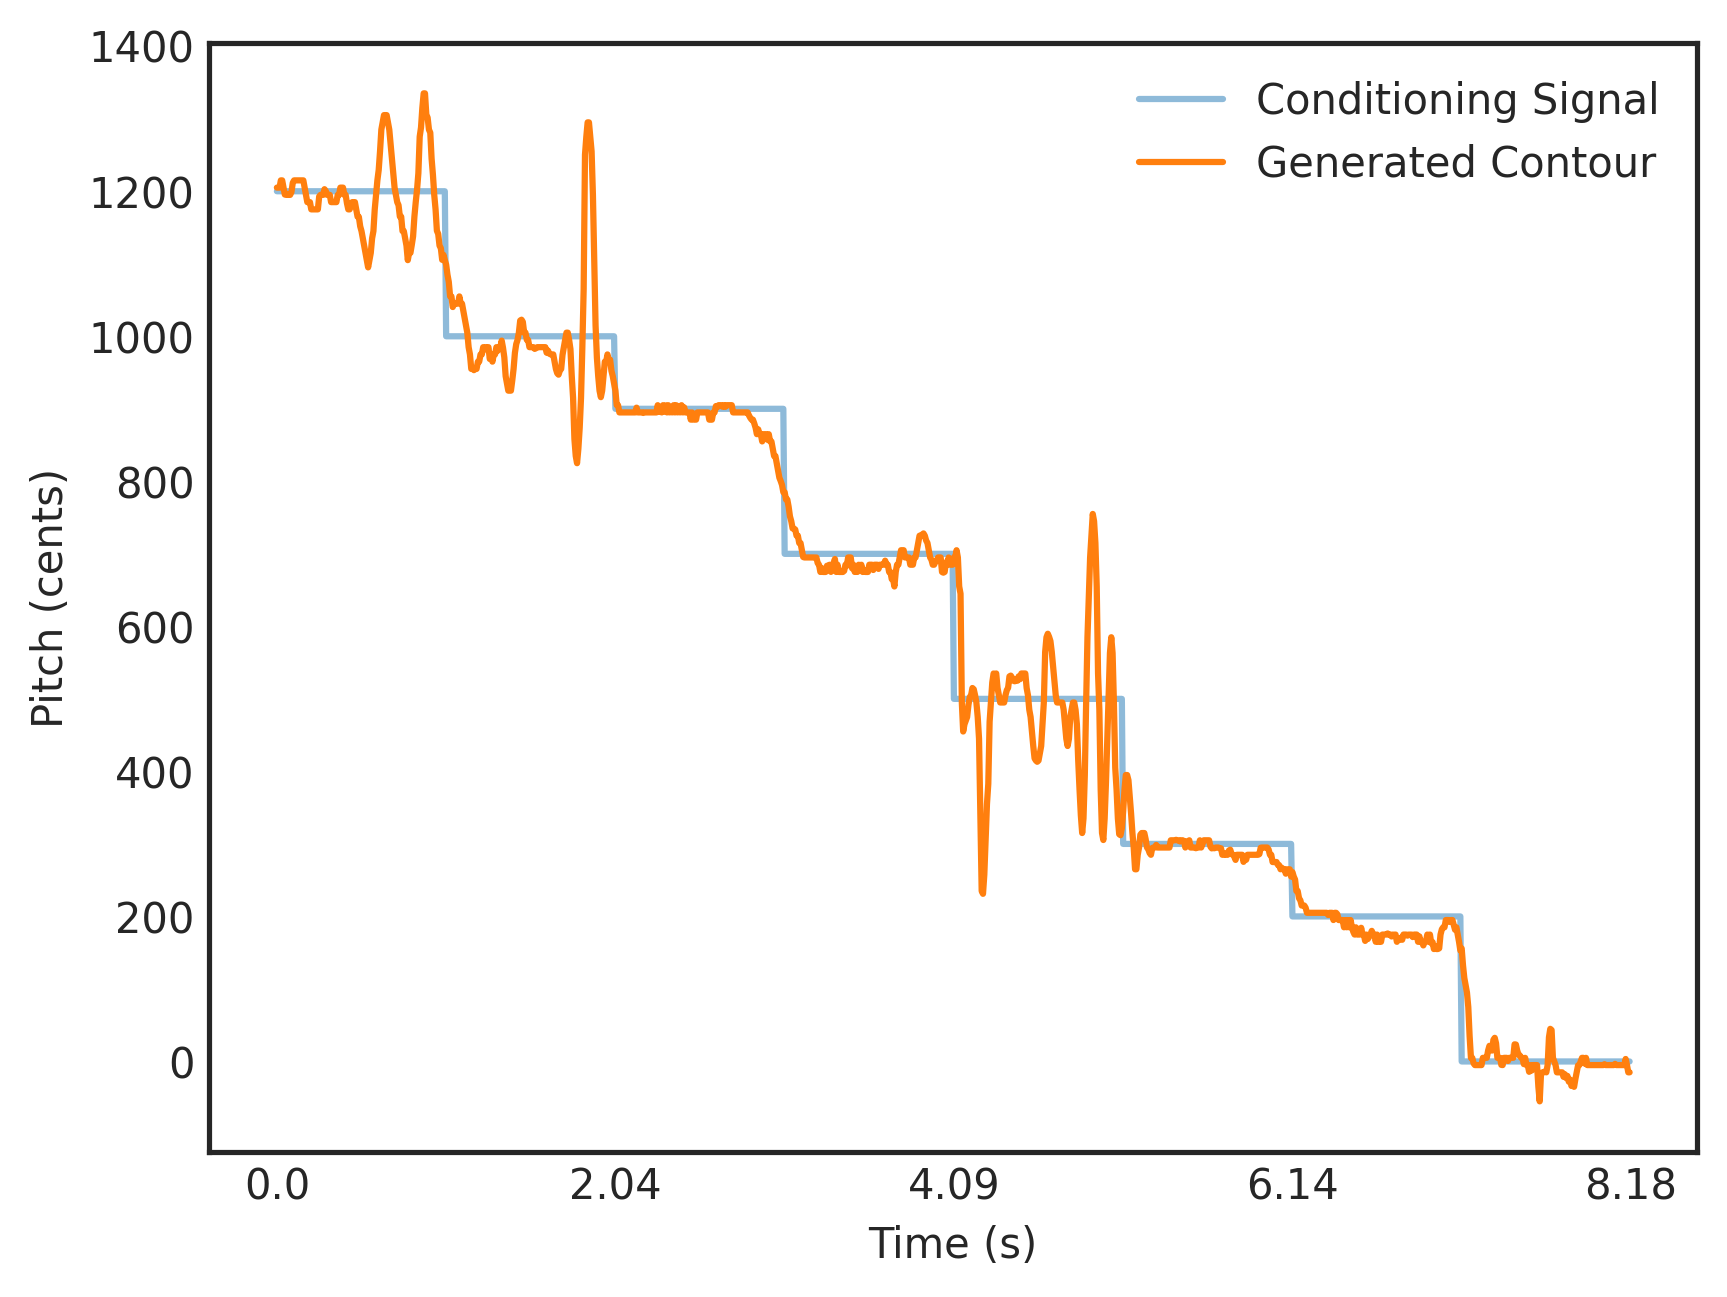 1400
1200
1000
800
600
400
200
0
Pitch (cents)
Conditioning Signal
Generated Contour
0.0 2.04 4.09 6.14 8.18
Time (s)